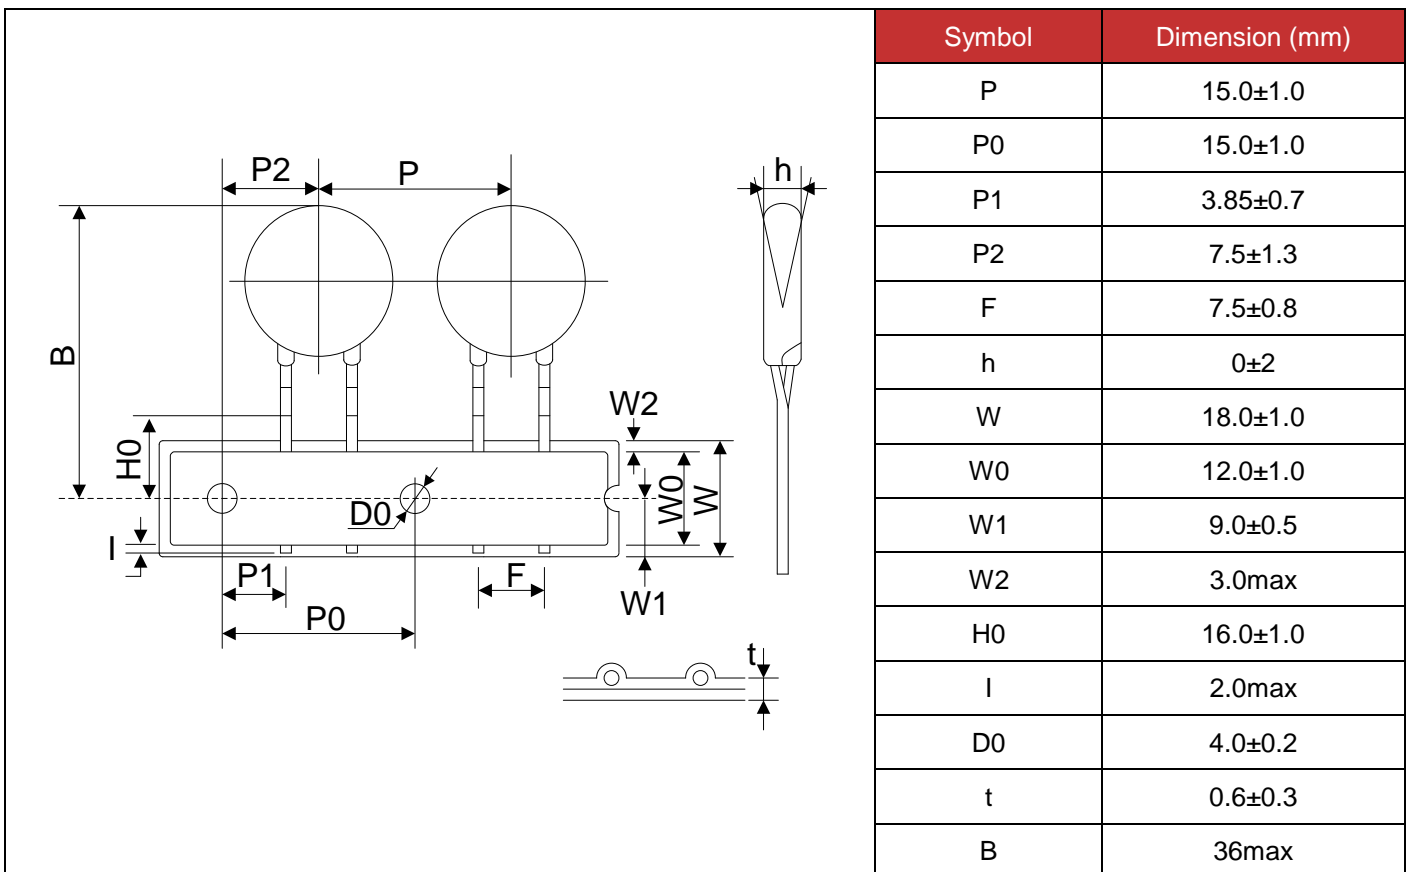 P2
P
h
B
H0
W2
W0
W
D0
I
P1
F
W1
P0
t
Symbol Dimension (mm)
P 15.0±1.0
P0 15.0±1.0
P1 3.85±0.7
P2 7.5±1.3
F 7.5±0.8
h 0±2
W 18.0±1.0
W0 12.0±1.0
W1 9.0±0.5
W2 3.0max
H0 16.0±1.0
I 2.0max
D0 4.0±0.2
t 0.6±0.3
B 36max